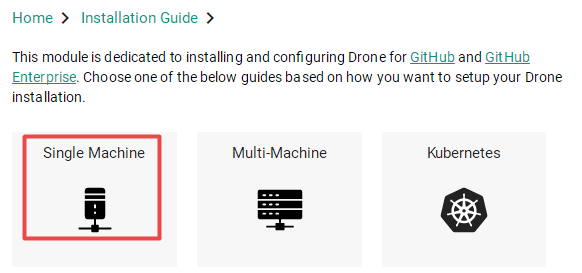 Home > Installation Guide >
This module is dedicated to installing and configuring Drone for GitHub and GitHub
Enterprise. Choose one of the below guides based on how you want to setup your Drone
installation.
Single Machine Multi-Machine Kubernetes